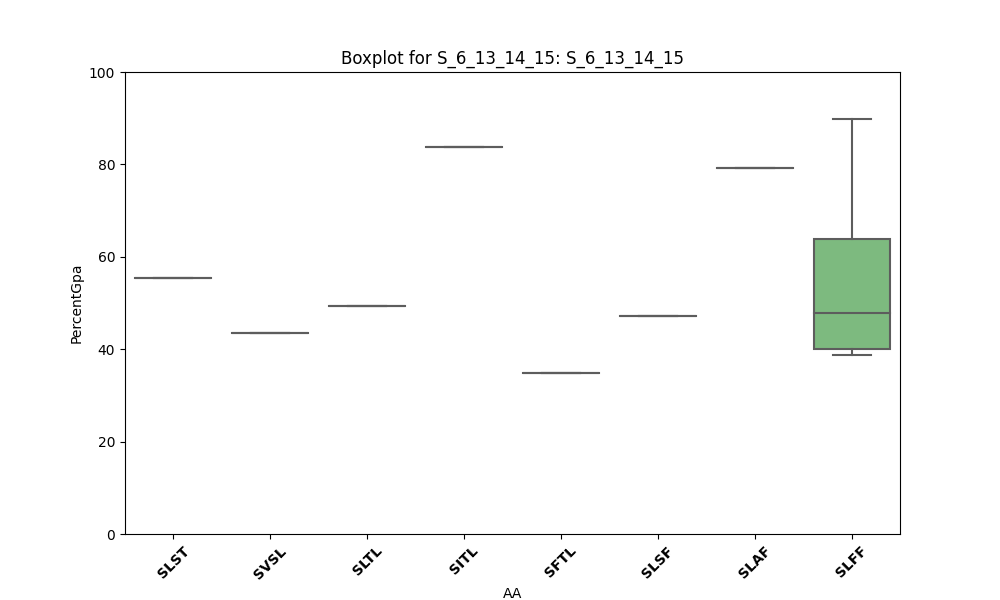 Boxplot for S_6_13_14_15: S_6_13_14_15
100
80
60
40
20
0
PercentGpa
SLST SVSL SLTL SITL SFTL SLSF SLAF SLFF
AA